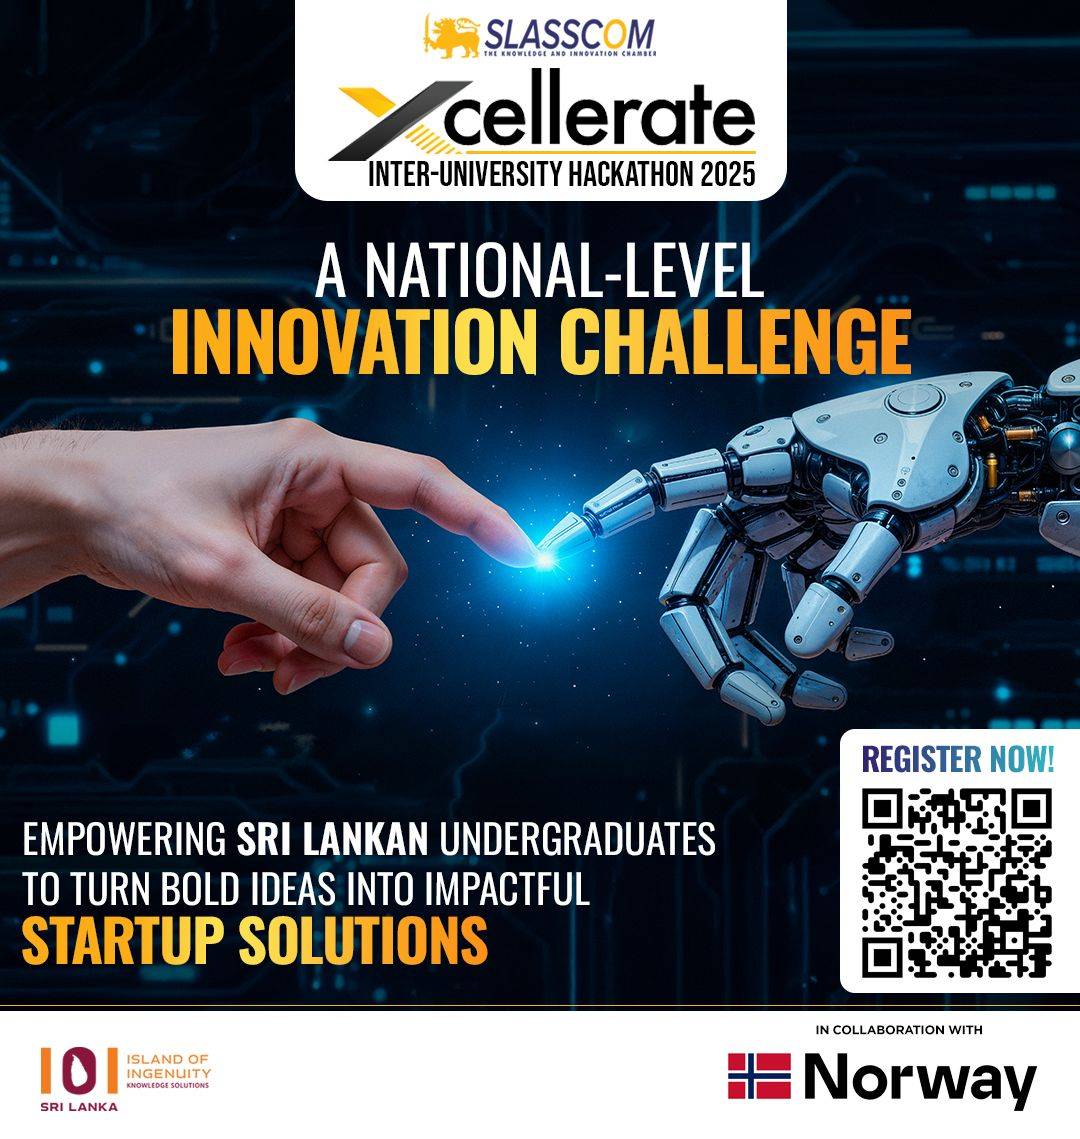 SLASSCOM
THE KNOWLEDGE AND INNOVATION CHAMBER
Xcellerate
INTER-UNIVERSITY HACKATHON 2025
A NATIONAL-LEVEL
INNOVATION CHALLENGE
REGISTER NOW!
EMPOWERING SRI LANKAN UNDERGRADUATES
TO TURN BOLD IDEAS INTO IMPACTFUL
STARTUP SOLUTIONS
IN COLLABORATION WITH
Norway
IOI
ISLAND OF
INGENUITY
KNOWLEDGE SOLUTIONS
SRI LANKA